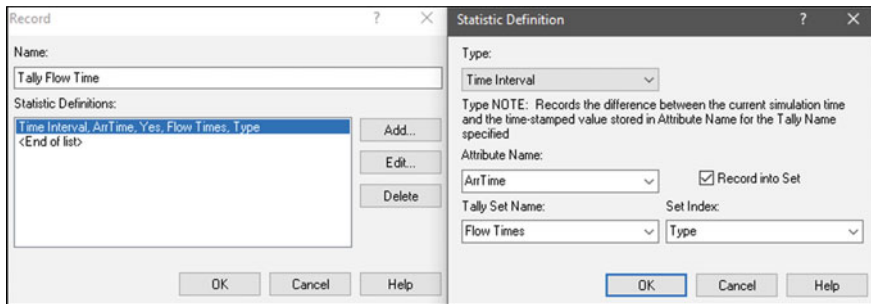 Record ? ×
Name:
Tally Flow Time
Statistic Definitions:
Time Interval, ArrTime, Yes, Flow Times, Type
<End of list>
Add...
Edit...
Delete
OK Cancel Help
Statistic Definition ? ×
Type:
Time Interval
Type NOTE: Records the difference between the current simulation time
and the time-stamped value stored in Attribute Name for the Tally Name
specified
Attribute Name:
ArrTime
Record into Set
Tally Set Name: Set Index:
Flow Times Type
OK Cancel Help